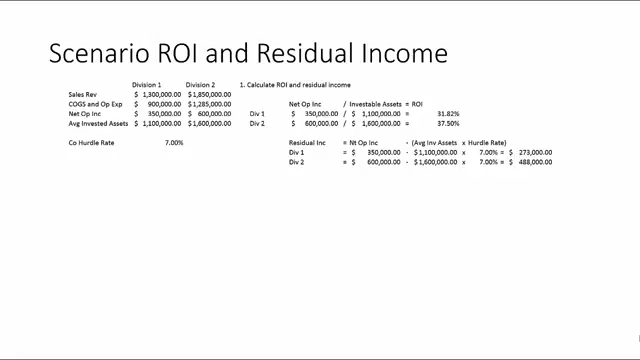 Scenario ROI and Residual Income
Division 1 Division 2 1. Calculate ROI and residual income
Sales Rev $ 1,300,000.00 $1,850,000.00
COGS and Op Exp $ 900,000.00 $1,285,000.00 Net Op Inc / Investable Assets = ROI
Net Op Inc $ 350,000.00 $ 600,000.00 Div 1 $ 350,000.00 / $ 1,100,000.00 = 31.82%
Avg Invested Assets $ 1,100,000.00 $1,600,000.00 Div 2 $ 600,000.00 / $ 1,600,000.00 = 37.50%
Co Hurdle Rate 7.00% Residual Inc = Nt Op Inc - (Avg Inv Assets x Hurdle Rate)
Div 1 = $ 350,000.00 - $1,100,000.00 x 7.00% = $ 273,000.00
Div 2 = $ 600,000.00 - $1,600,000.00 x 7.00% = $ 488,000.00